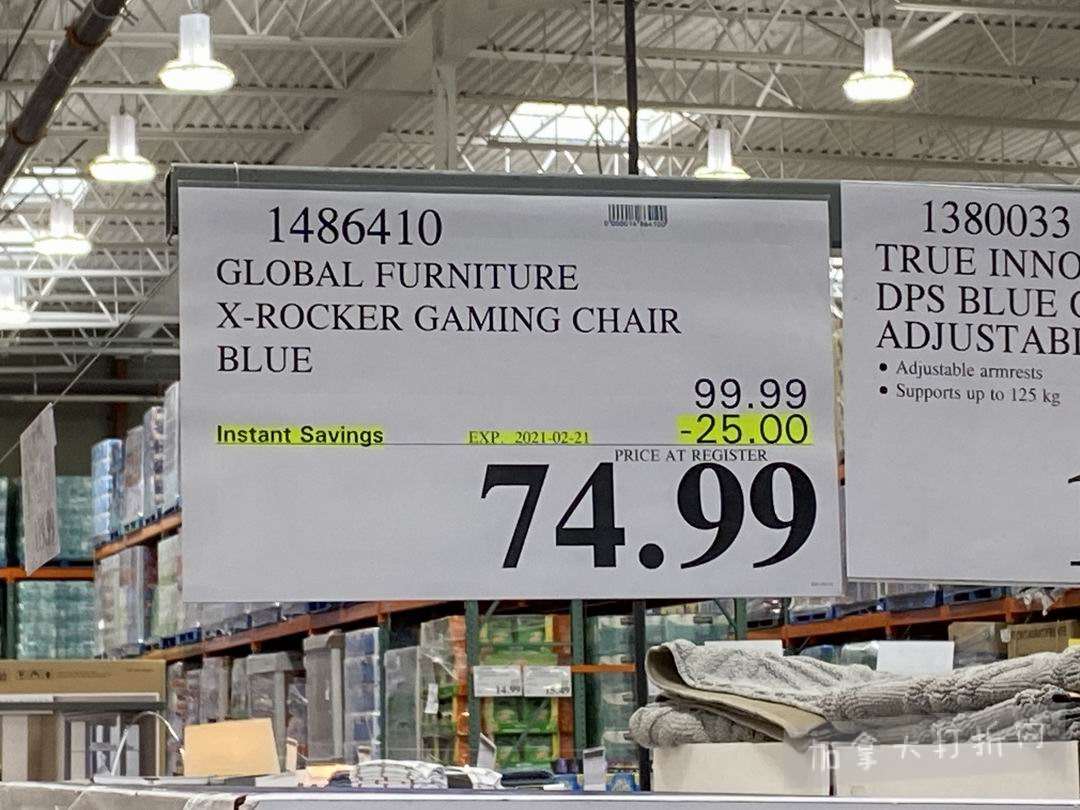 1486410
GLOBAL FURNITURE
X-ROCKER GAMING CHAIR
BLUE
99.99
Instant Savings EXP. 2021-02-21 -25.00
PRICE AT REGISTER
74.99
1380033
TRUE INNO
DPS BLUE
ADJUSTABL
• Adjustable armrests
• Supports up to 125 kg
14.99
加拿大打折网